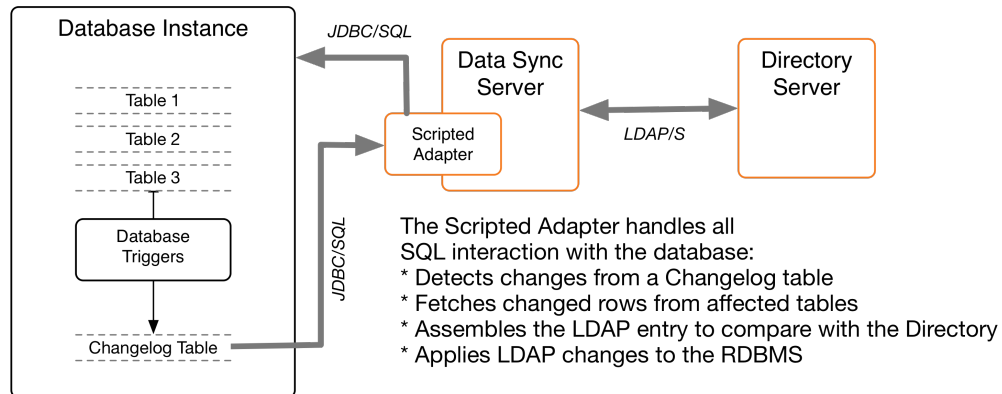 Database Instance
Table 1
Table 2
Table 3
Database
Triggers
Changelog Table
JDBC/SQL
JDBC/SQL
Data Sync
Server
Scripted
Adapter
LDAP/S
Directory
Server
The Scripted Adapter handles all
SQL interaction with the database:
* Detects changes from a Changelog table
* Fetches changed rows from affected tables
* Assembles the LDAP entry to compare with the Directory
* Applies LDAP changes to the RDBMS